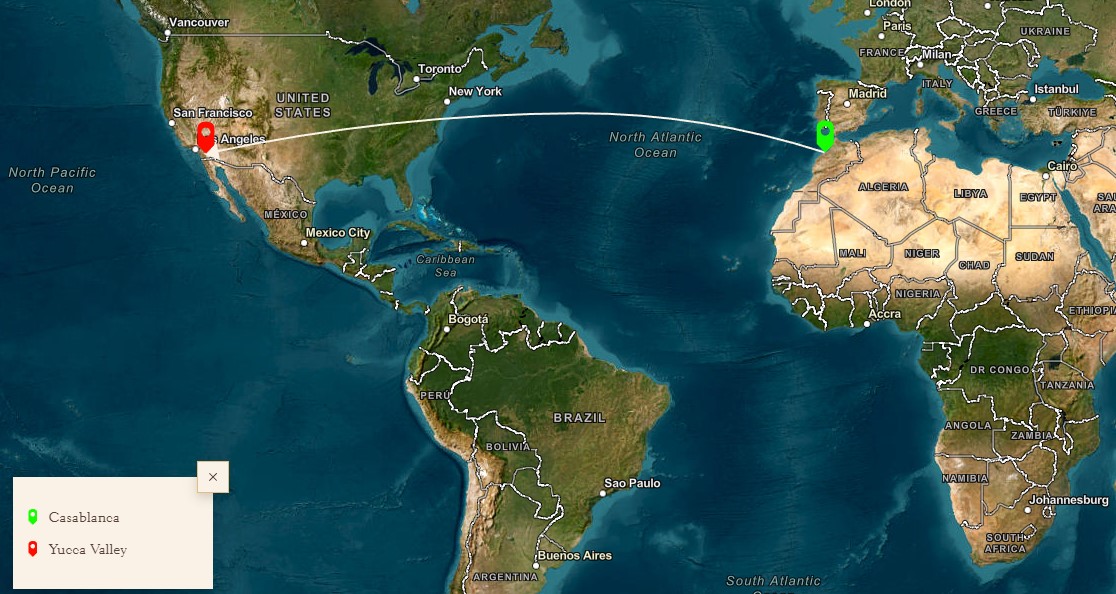 London
Vancouver
Paris
UKRAINE
FRANCE
Milan
Toronto
ITALY
Istanbul
New York
Madrid
UNITED
STATES
GREECE
TÜRKIYE
San Francisco
s Angeles
North Atlantic
Ocean
Cairo
North Pacific
Ocean
ALGERIA
LIBYA
EGYPT
SAU
ARA
MÉXICO
Mexico City
MALI
NIGER
CHAD
SUDAN
Caribbean
Sea
NIGERIA
Bogotá
Accra
ETHIOPIA
DR CONGO
TANZANIA
PERÚ
BRAZIL
ANGOLA
ZAMBIA
BOLIVIA
NAMIBIA
Sao Paulo
Johannesburg
Casablanca
Yucca Valley
SOUTH
AFRICA
Buenos Aires
ARGENTINA
South Atlantic